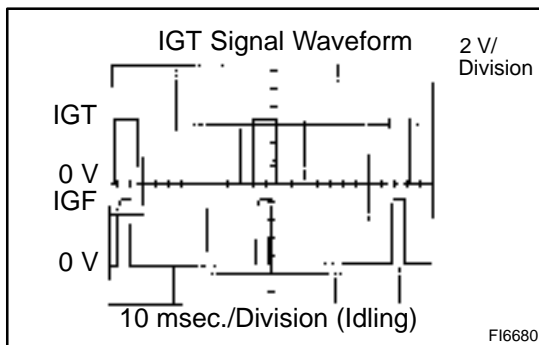 IGT Signal Waveform
2 V/
Division
IGT
0 V
IGF
0 V
10 msec./Division (Idling)
FI6680